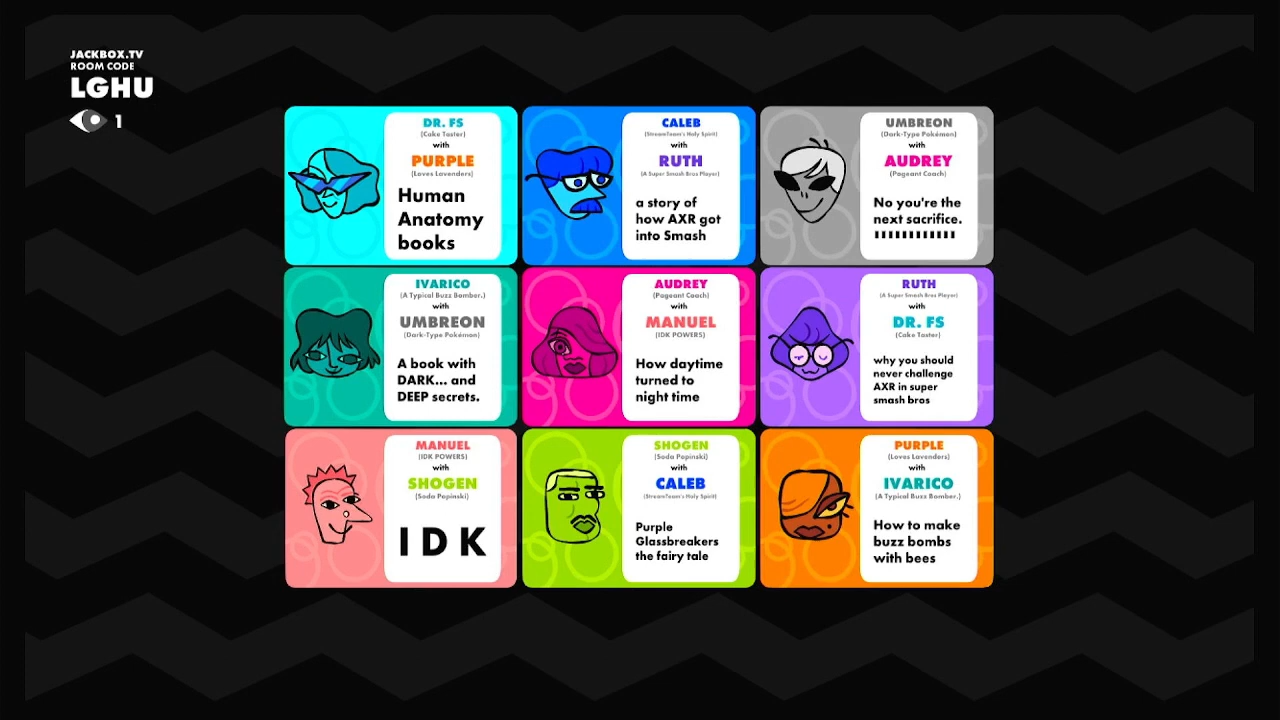 JACKBOX.TV
ROOM CODE
LGHU
1
DR. FS
(Cake Taster)
with
PURPLE
(Loves Lavenders)
Human
Anatomy
books
CALEB
(StreamTeam's Holy Spirit)
with
RUTH
(A Super Smash Bros Player)
a story of
how AXR got
into Smash
UMBREON
(Dark-Type Pokémon)
with
AUDREY
(Pageant Coach)
No you're the
next sacrifice.
IVARICO
(A Typical Buzz Bomber.)
with
UMBREON
(Dark-Type Pokémon)
A book with
DARK... and
DEEP secrets.
AUDREY
(Pageant Coach)
with
MANUEL
(IDK POWERS)
How daytime
turned to
night time
RUTH
(A Super Smash Bros Player)
with
DR. FS
(Cake Taster)
why you should
never challenge
AXR in super
smash bros
MANUEL
(IDK POWERS)
with
SHOGEN
(Soda Popinski)
I D K
SHOGEN
(Soda Popinski)
with
CALEB
(StreamTeam's Holy Spirit)
Purple
Glassbreakers
the fairy tale
PURPLE
(Loves Lavenders)
with
IVARICO
(A Typical Buzz Bomber.)
How to make
buzz bombs
with bees